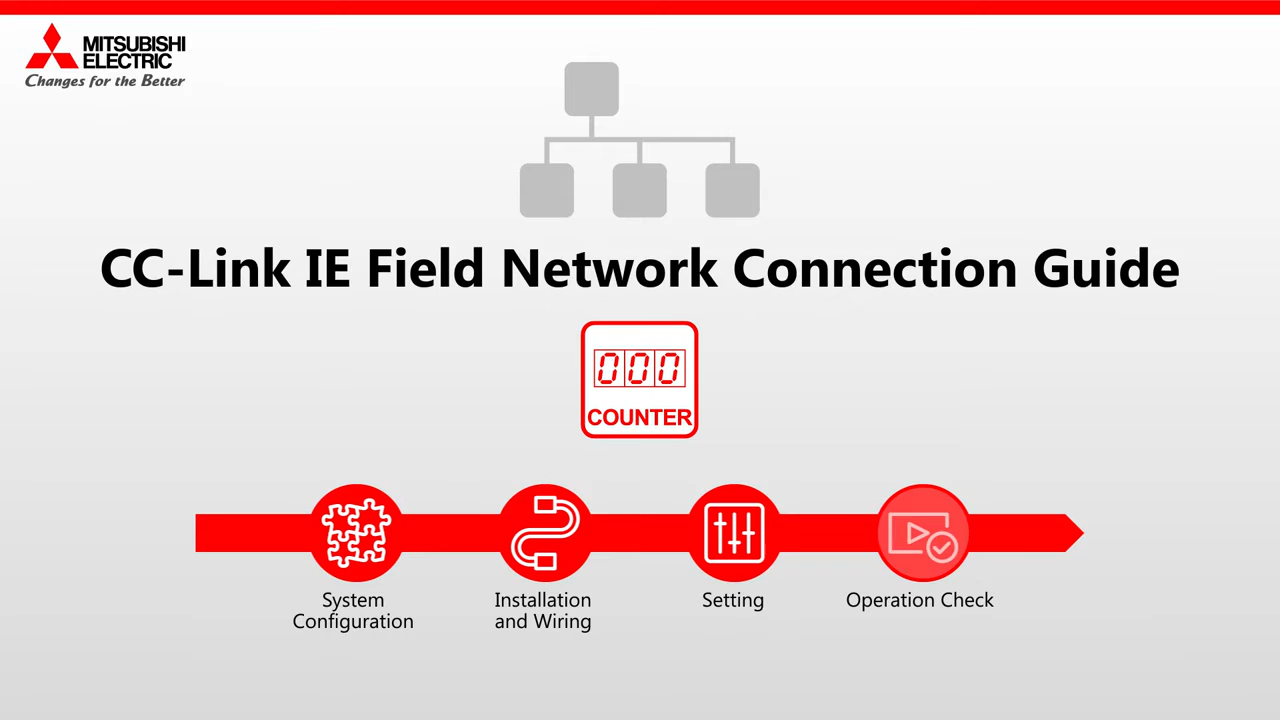 MITSUBISHI
ELECTRIC
Changes for the Better
CC-Link IE Field Network Connection Guide
000
COUNTER
System
Configuration
Installation
and Wiring
Setting
Operation Check